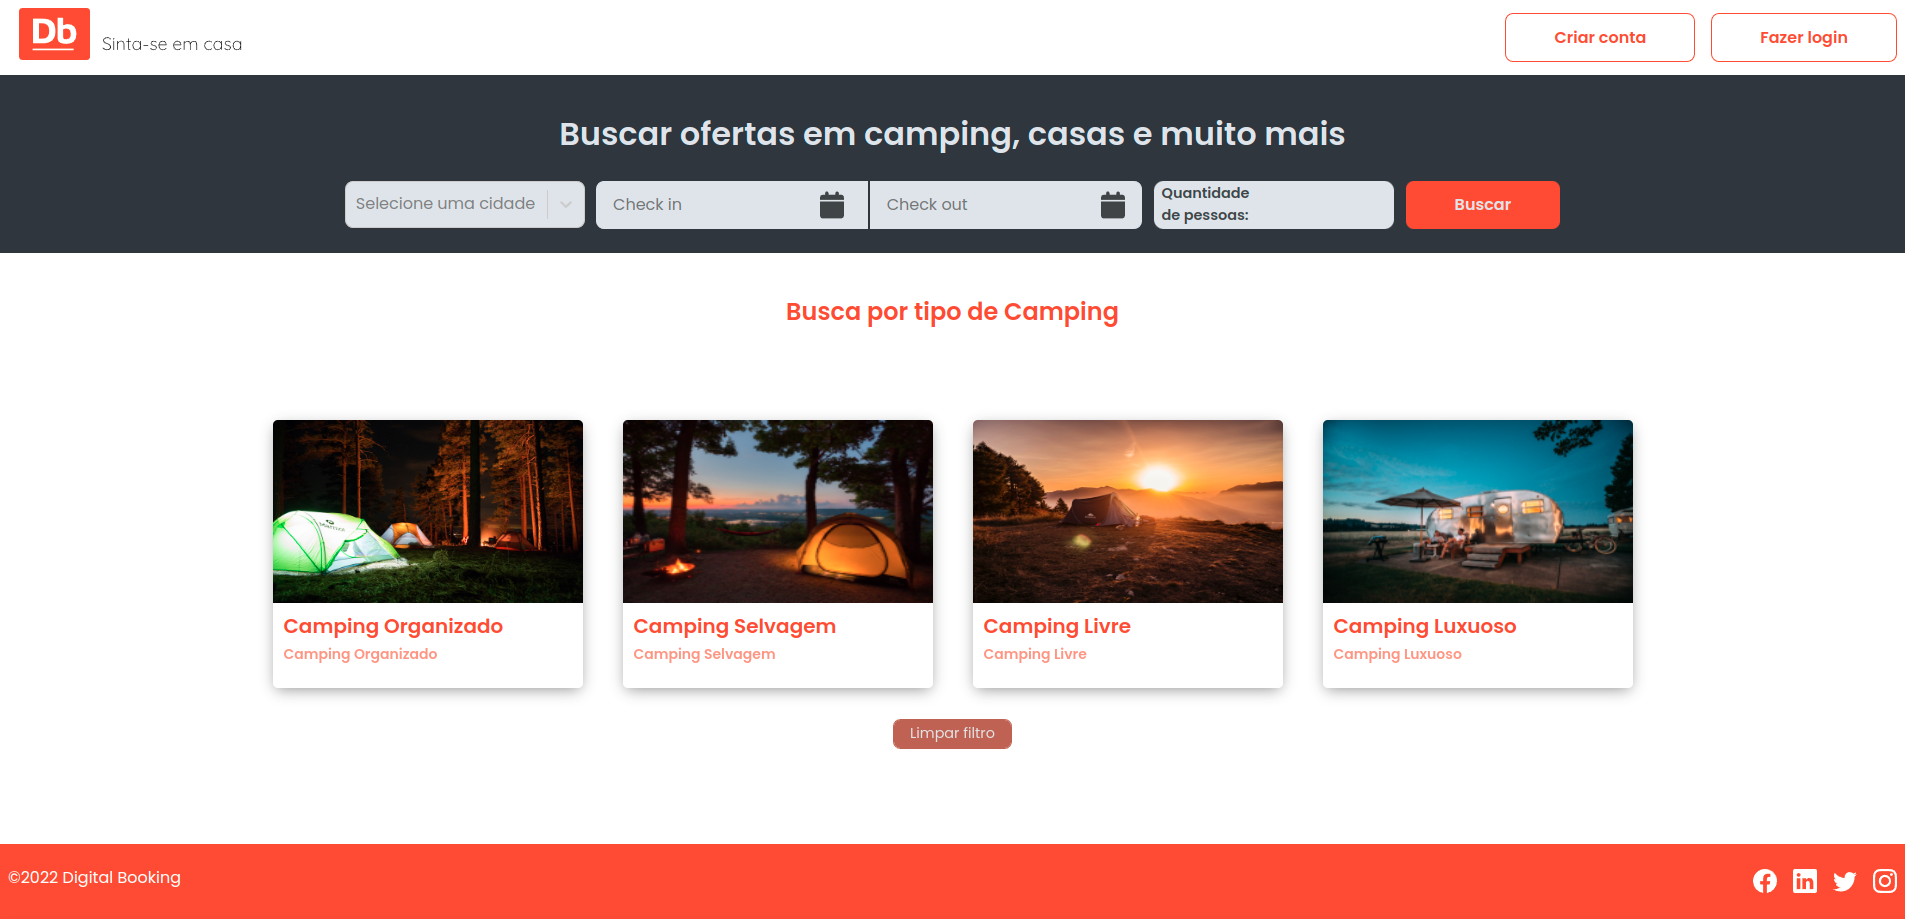 Db
Sinta-se em casa
Criar conta
Fazer login
Buscar ofertas em camping, casas e muito mais
Selecione uma cidade
Check in
Check out
Quantidade
de pessoas:
Buscar
Busca por tipo de Camping
Camping Organizado
Camping Organizado
Camping Selvagem
Camping Selvagem
Camping Livre
Camping Livre
Camping Luxuoso
Camping Luxuoso
Limpar filtro
©2022 Digital Booking